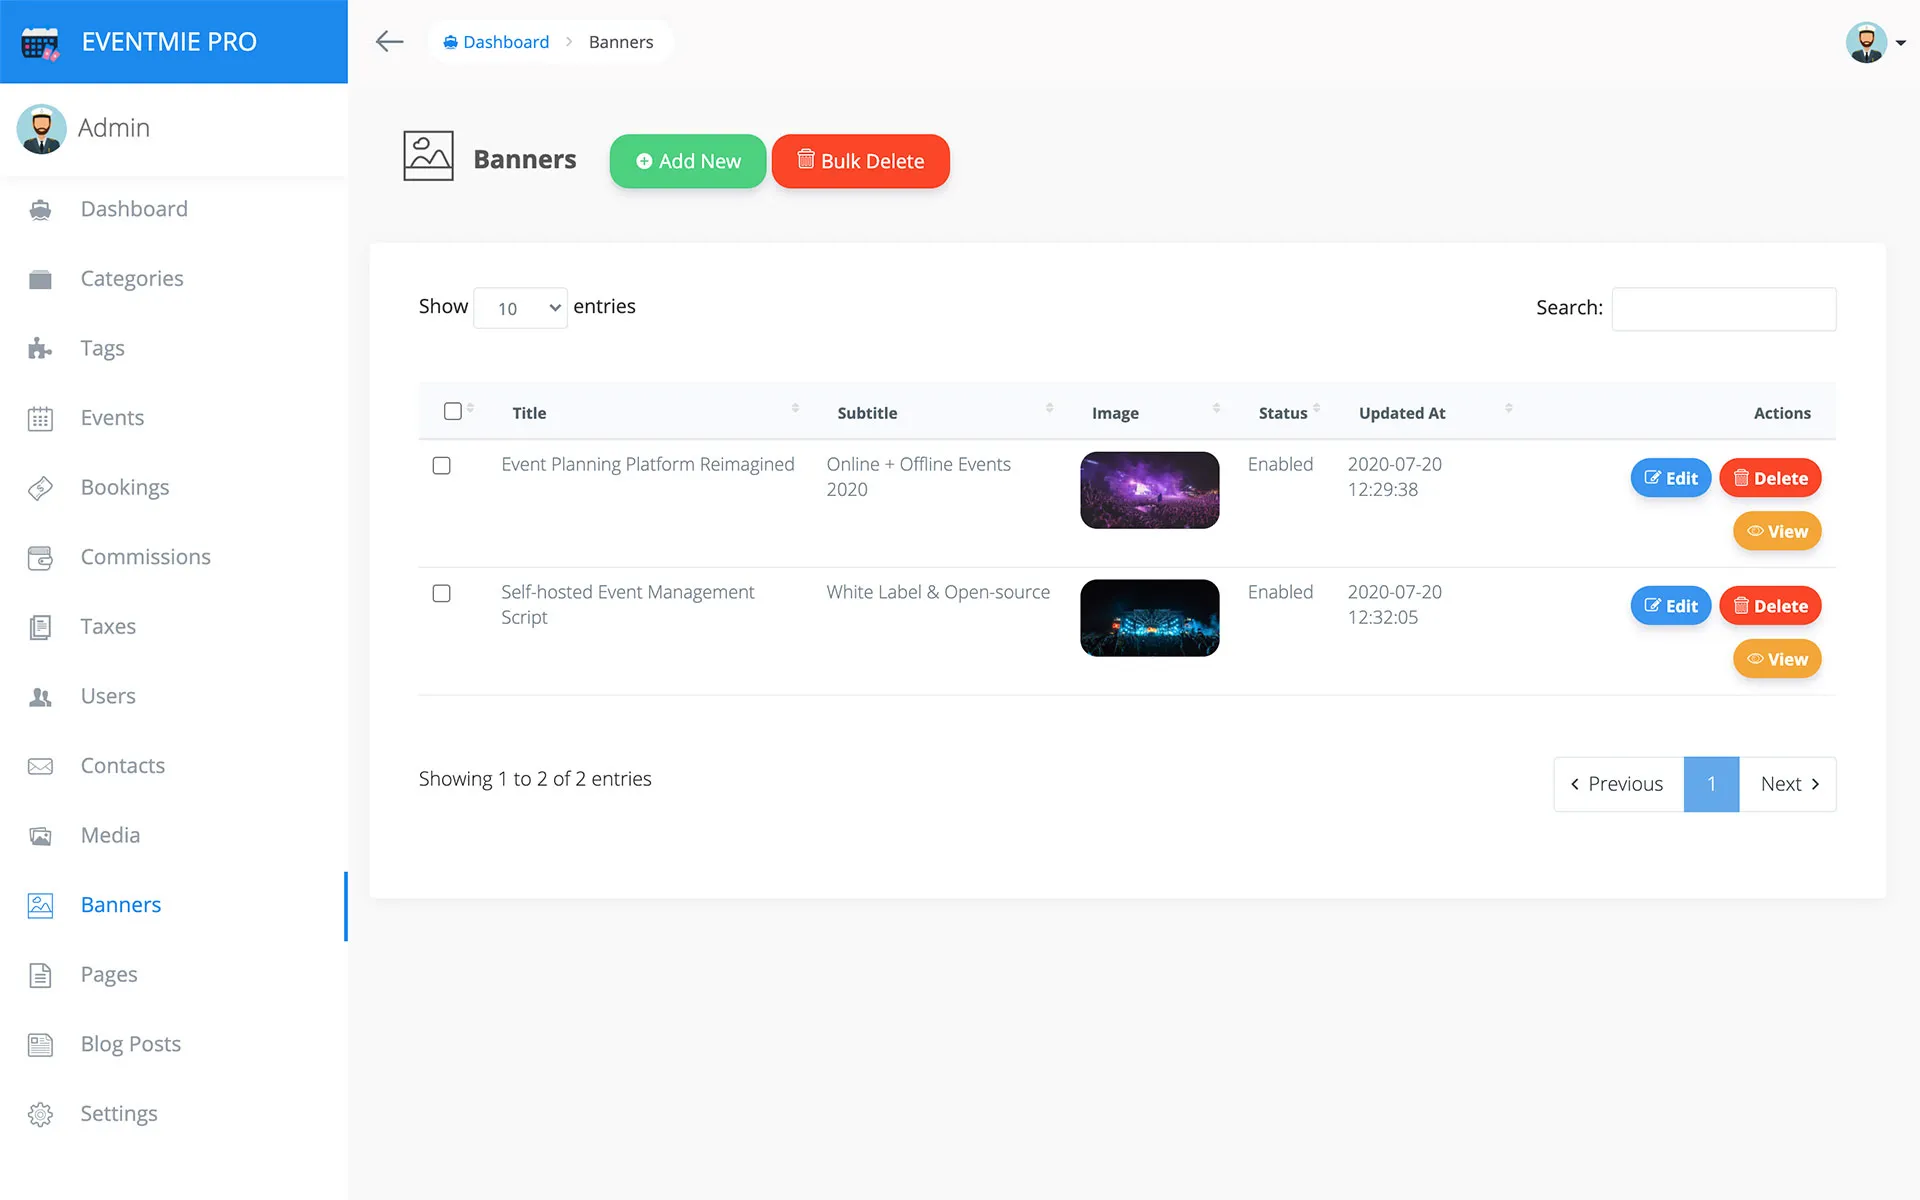 EVENTMIE PRO
Dashboard
Banners
Admin
Dashboard
Categories
Tags
Events
Bookings
Commissions
Taxes
Users
Contacts
Media
Banners
Pages
Blog Posts
Settings
Banners
Add New
Bulk Delete
Show 10 entries
Search:
Title Subtitle Image Status Updated At Actions
Event Planning Platform Reimagined
Online + Offline Events
2020
Enabled
2020-07-20
12:29:38
Edit
Delete
View
Self-hosted Event Management
Script
White Label & Open-source
Enabled
2020-07-20
12:32:05
Edit
Delete
View
Showing 1 to 2 of 2 entries
Previous 1 Next